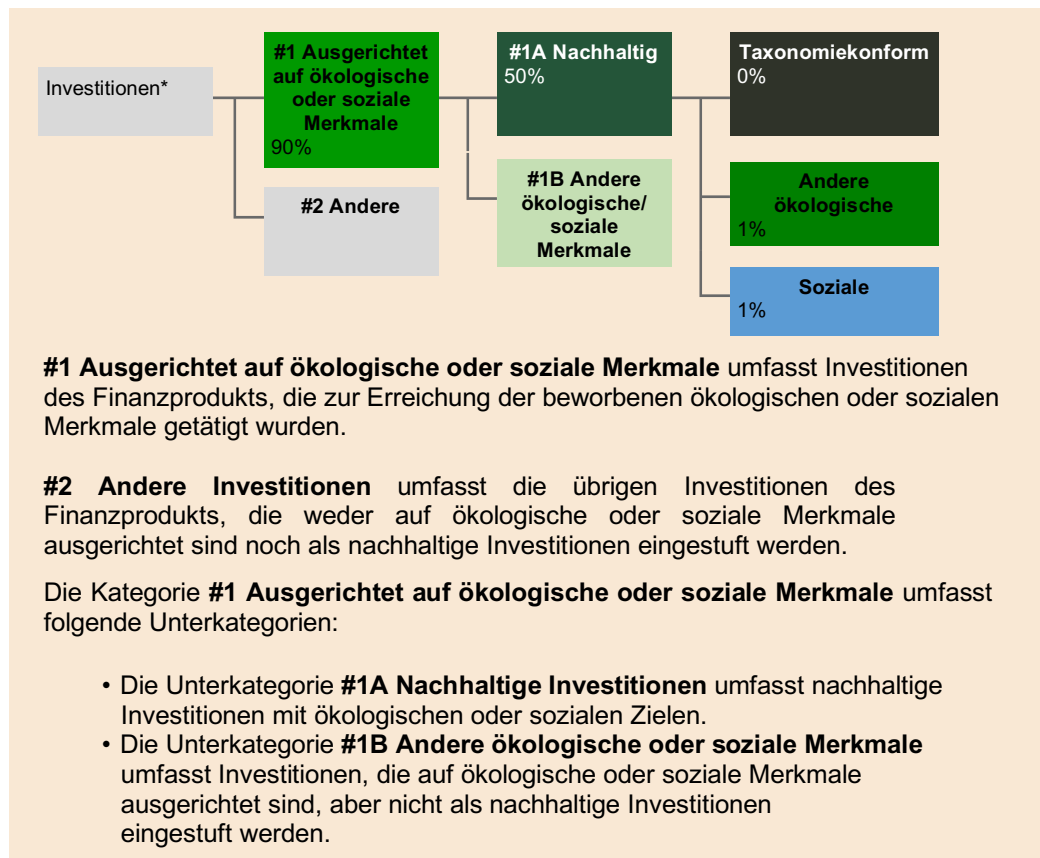 Investitionen*
#1 Ausgerichtet
auf ökologische
oder soziale
Merkmale
90%
#2 Andere
#1A Nachhaltig
50%
#1B Andere
ökologische/
soziale
Merkmale
Taxonomiekonform
0%
Andere
ökologische
1%
Soziale
1%
#1 Ausgerichtet auf ökologische oder soziale Merkmale umfasst Investitionen
des Finanzprodukts, die zur Erreichung der beworbenen ökologischen oder sozialen
Merkmale getätigt wurden.
#2 Andere Investitionen umfasst die übrigen Investitionen des
Finanzprodukts, die weder auf ökologische oder soziale Merkmale
ausgerichtet sind noch als nachhaltige Investitionen eingestuft werden.
Die Kategorie #1 Ausgerichtet auf ökologische oder soziale Merkmale umfasst
folgende Unterkategorien:
• Die Unterkategorie #1A Nachhaltige Investitionen umfasst nachhaltige
Investitionen mit ökologischen oder sozialen Zielen.
• Die Unterkategorie #1B Andere ökologische oder soziale Merkmale
umfasst Investitionen, die auf ökologische oder soziale Merkmale
ausgerichtet sind, aber nicht als nachhaltige Investitionen
eingestuft werden.